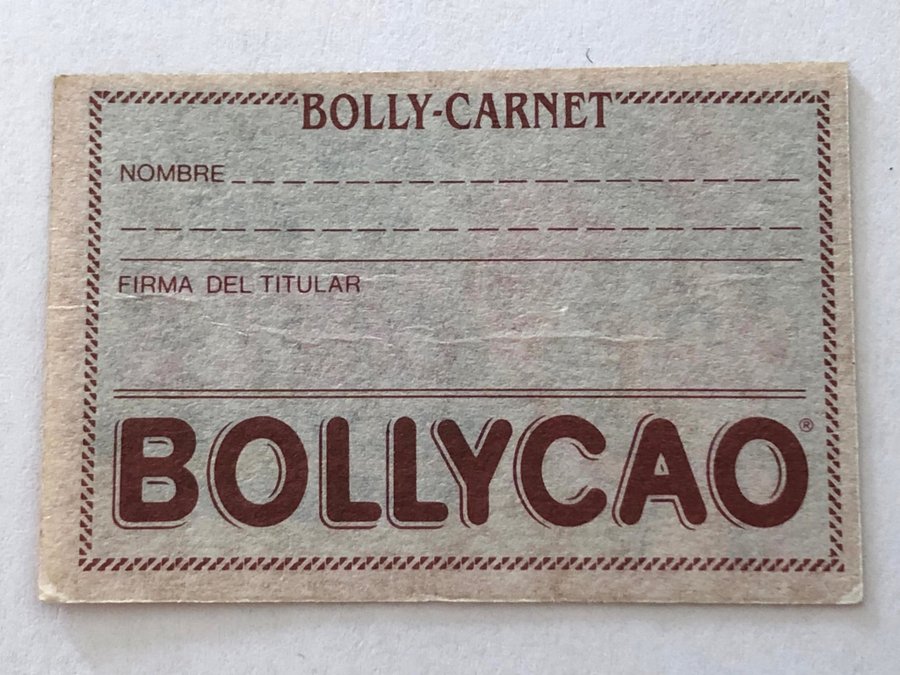 BOLLY-CARNET
NOMBRE
FIRMA DEL TITULAR
BOLLYCAO®